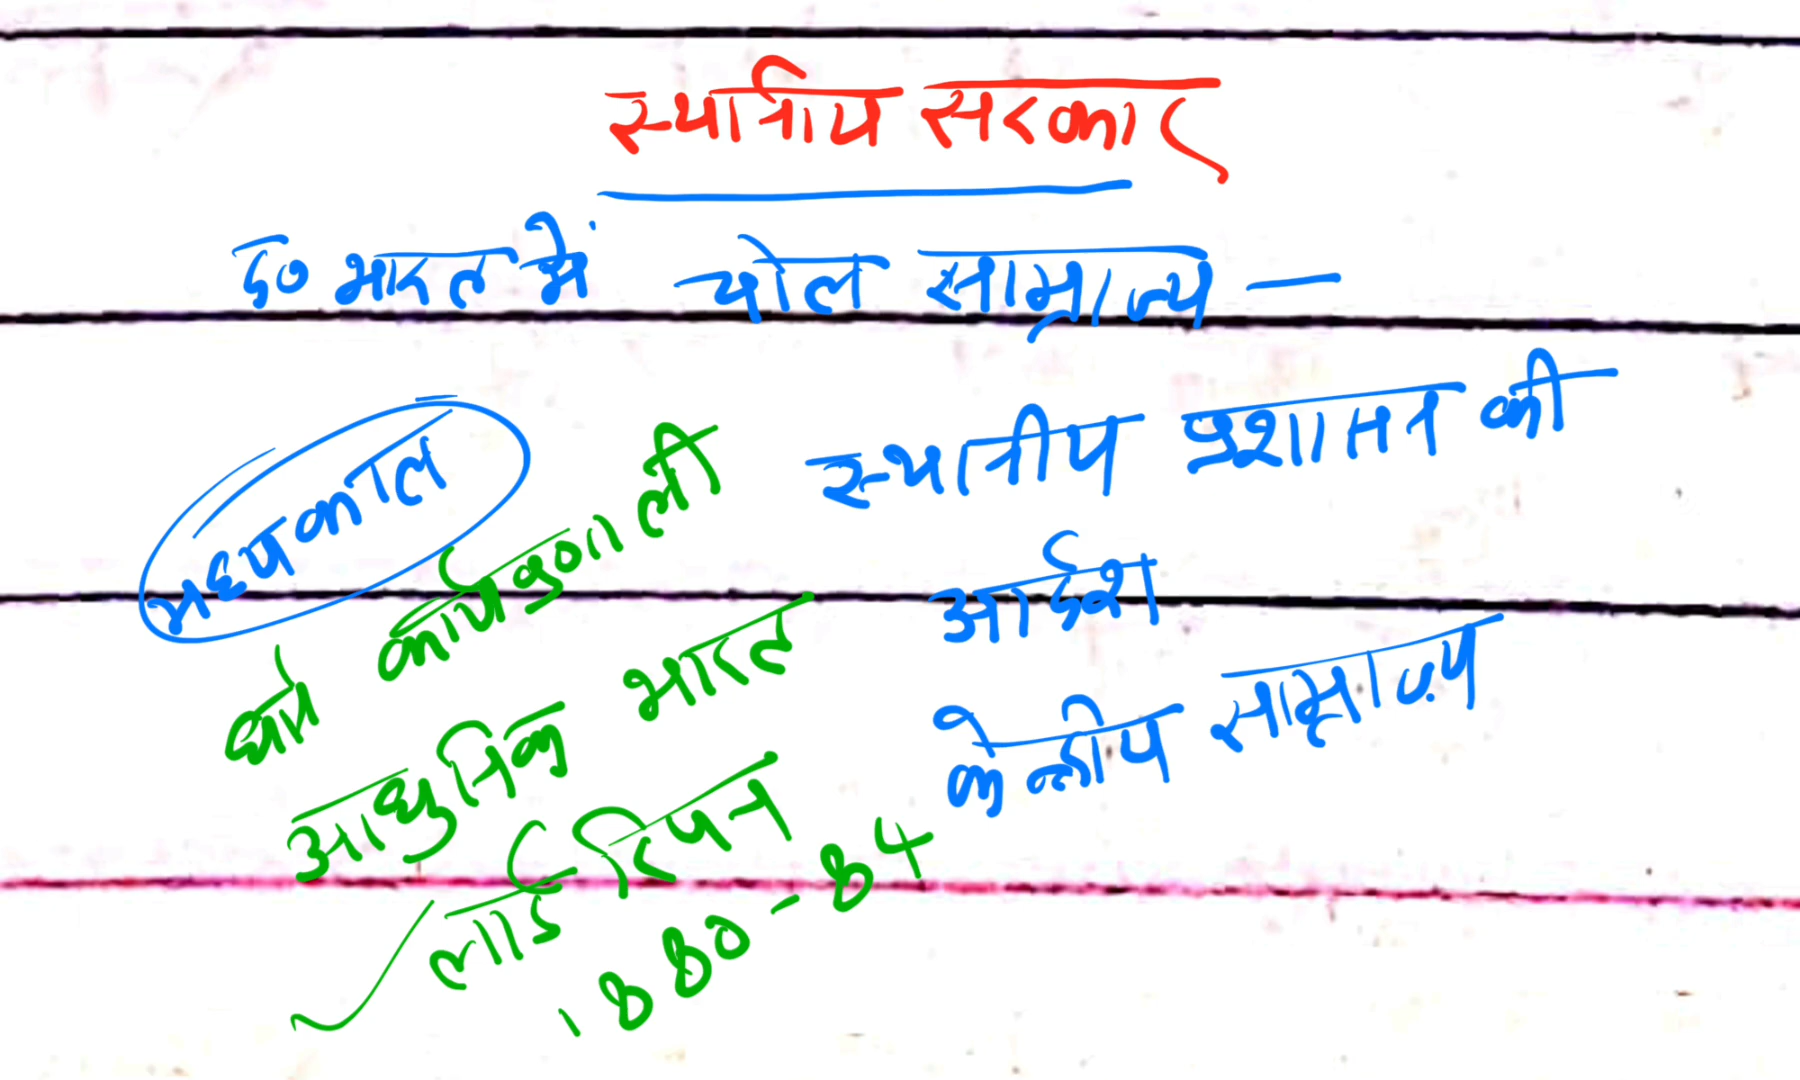 स्थानीय सरकार
द० भारत में चोल साम्राज्य —
स्थानीय प्रशासन की
आदेश
केन्द्रीय साम्राज्य
मध्यकाल
कार्यप्रणाली
आधुनिक भारत
लार्ड रिपन
1880-84